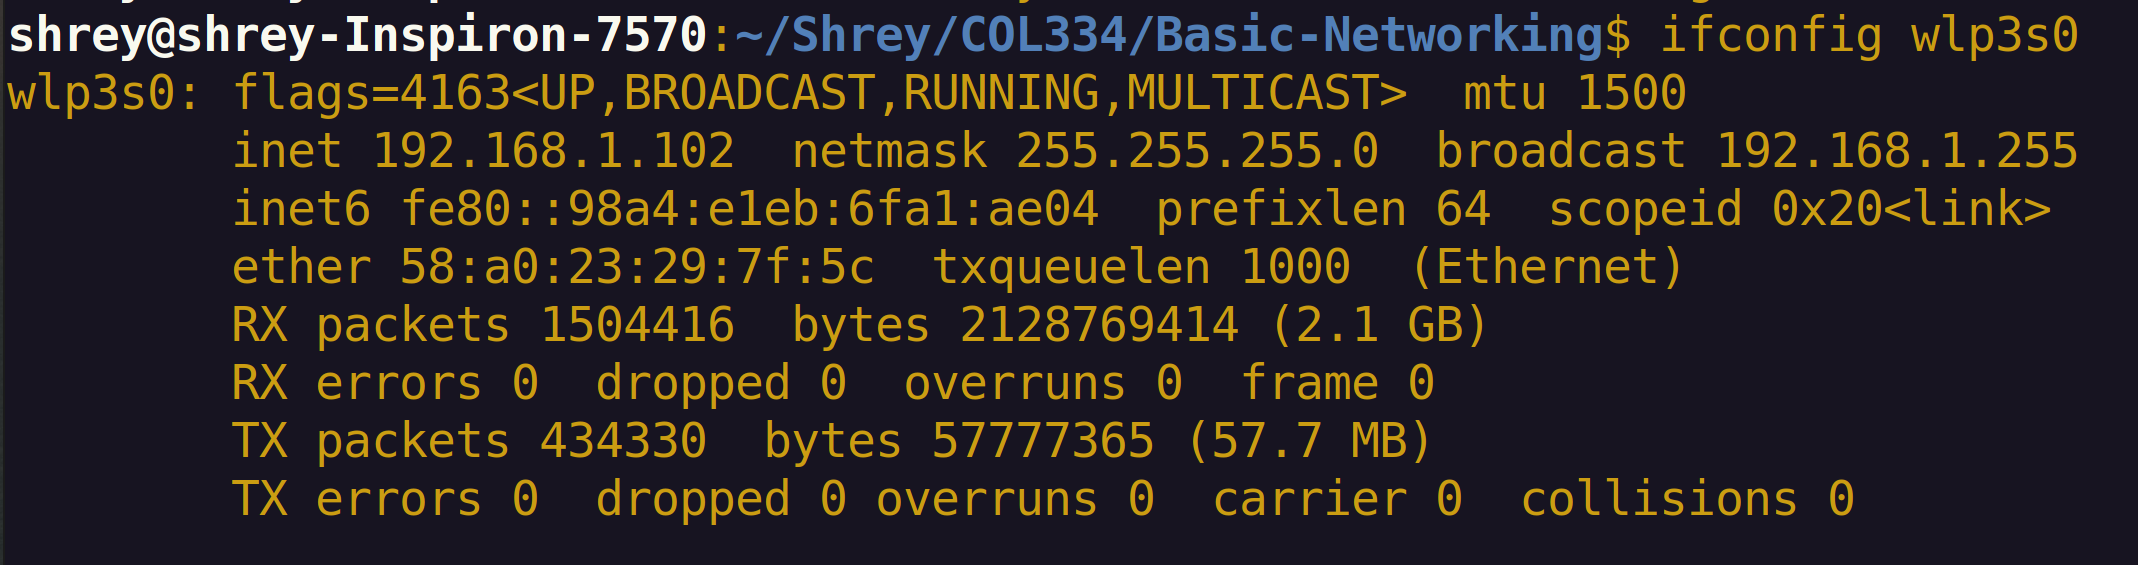 shrey@shrey-Inspiron-7570:~/Shrey/COL334/Basic-Networking$ ifconfig wlp3s0
wlp3s0: flags=4163<UP,BROADCAST,RUNNING,MULTICAST>  mtu 1500
        inet 192.168.1.102  netmask 255.255.255.0  broadcast 192.168.1.255
        inet6 fe80::98a4:e1eb:6fa1:ae04  prefixlen 64  scopeid 0x20<link>
        ether 58:a0:23:29:7f:5c  txqueuelen 1000  (Ethernet)
        RX packets 1504416  bytes 2128769414 (2.1 GB)
        RX errors 0  dropped 0  overruns 0  frame 0
        TX packets 434330  bytes 57777365 (57.7 MB)
        TX errors 0  dropped 0 overruns 0  carrier 0  collisions 0